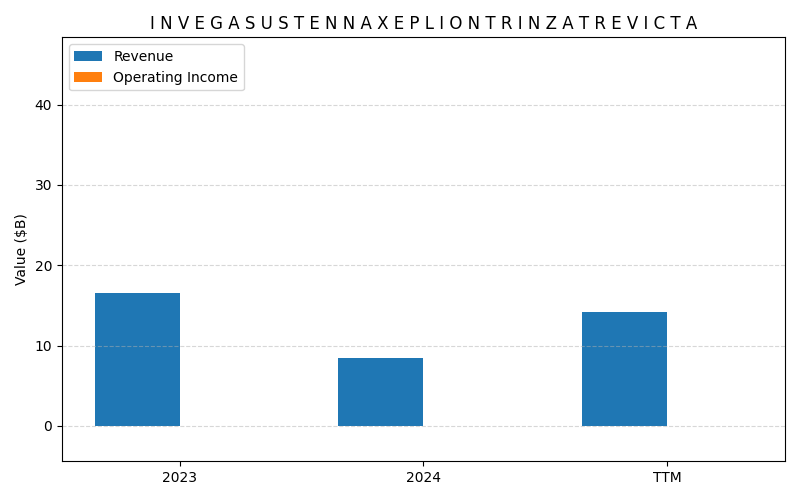 I N V E G A S U S T E N N A X E P L I O N T R I N Z A T R E V I C T A
Revenue
Operating Income
Value ($B)
40
30
20
10
0
2023 2024 TTM